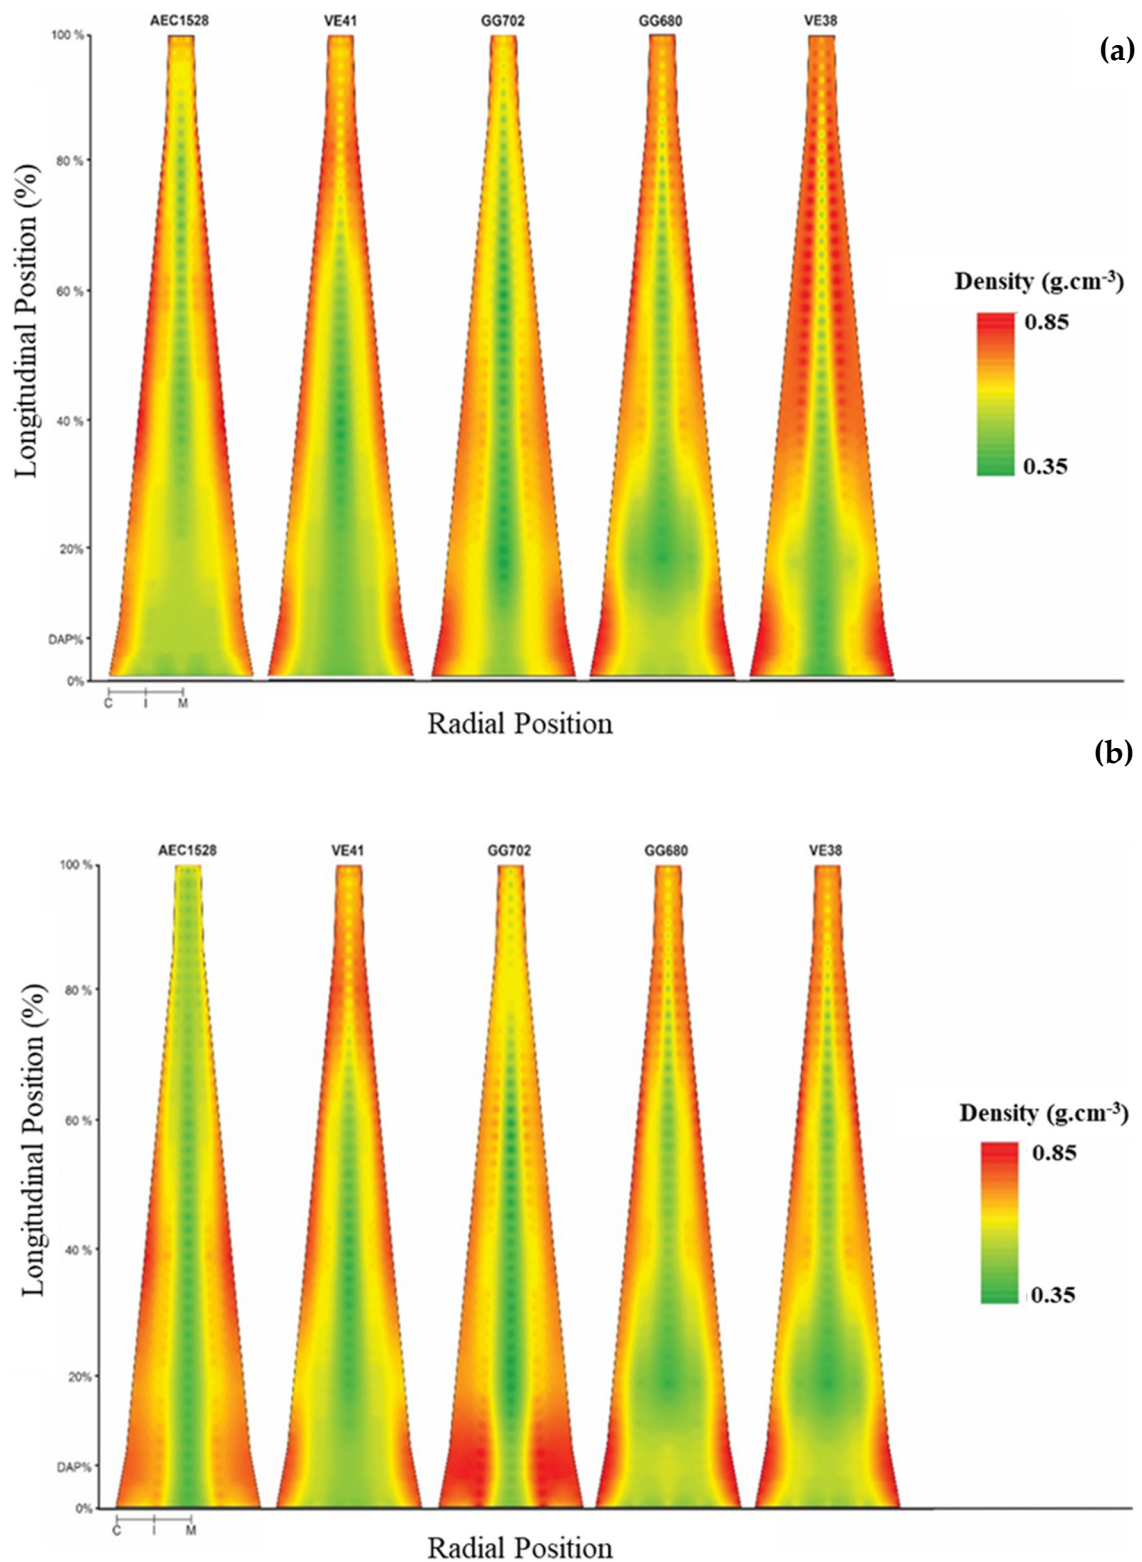 AEC1528 VE41 GG702 GG680 VE38
(a)
100 %
80 %
60 %
40 %
20%
DAP%
0%
Longitudinal Position (%)
Density (g.cm-3)
0.85
0.35
C I M
Radial Position
(b)
AEC1528 VE41 GG702 GG680 VE38
100 %
80 %
60 %
40 %
20%
DAP%
0%
Longitudinal Position (%)
Density (g.cm-3)
0.85
0.35
C I M
Radial Position